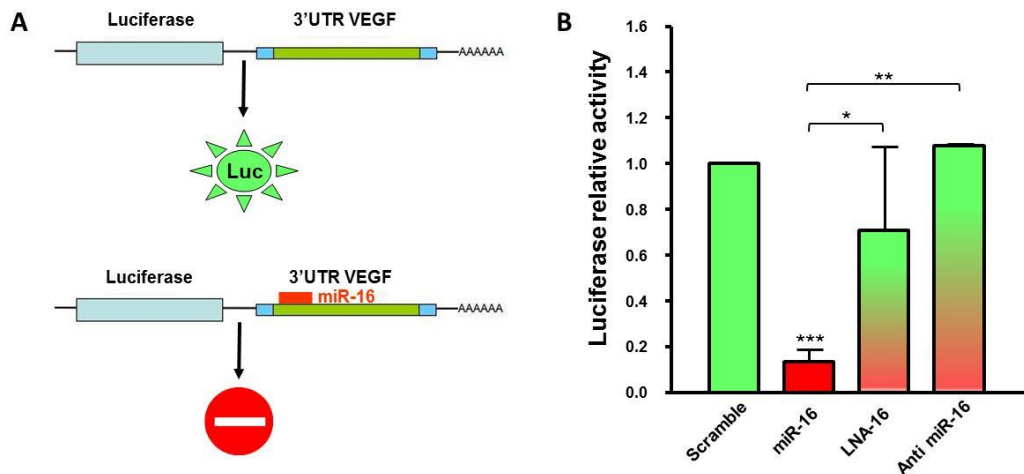 A
Luciferase
3'UTR VEGF
AAAAAA
Luc
Luciferase
3'UTR VEGF
miR-16
AAAAAA
B
Luciferase relative activity
1.6
1.4
1.2
1.0
0.8
0.6
0.4
0.2
0.0
**
*
***
Scramble
miR-16
LNA-16
Anti miR-16